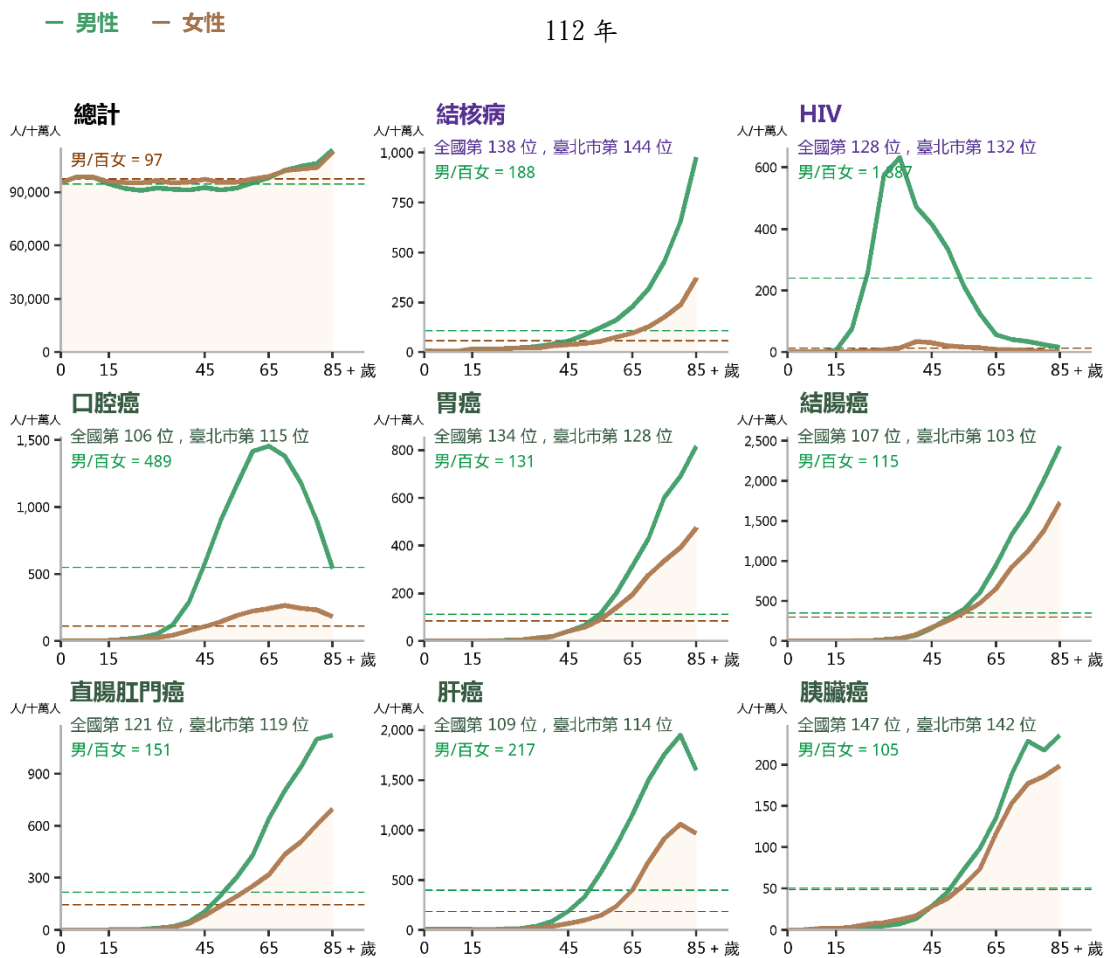 男性 女性
112 年
總計
人/十萬人
男/百女 = 97
90,000
60,000
30,000
0
0 15 45 65 85 + 歲
結核病
人/十萬人
全國第 138 位 , 臺北市第 144 位
男/百女 = 188
1,000
750
500
250
0
0 15 45 65 85 + 歲
HIV
人/十萬人
全國第 128 位 , 臺北市第 132 位
男/百女 = 1,887
600
400
200
0
0 15 45 65 85 + 歲
口腔癌
人/十萬人
全國第 106 位 , 臺北市第 115 位
男/百女 = 489
1,500
1,000
500
0
0 15 45 65 85 + 歲
胃癌
人/十萬人
全國第 134 位 , 臺北市第 128 位
男/百女 = 131
800
600
400
200
0
0 15 45 65 85 + 歲
結腸癌
人/十萬人
全國第 107 位 , 臺北市第 103 位
男/百女 = 115
2,500
2,000
1,500
1,000
500
0
0 15 45 65 85 + 歲
直腸肛門癌
人/十萬人
全國第 121 位 , 臺北市第 119 位
男/百女 = 151
900
600
300
0
0 15 45 65 85 + 歲
肝癌
人/十萬人
全國第 109 位 , 臺北市第 114 位
男/百女 = 217
2,000
1,500
1,000
500
0
0 15 45 65 85 + 歲
胰臟癌
人/十萬人
全國第 147 位 , 臺北市第 142 位
男/百女 = 105
200
150
100
50
0
0 15 45 65 85 + 歲